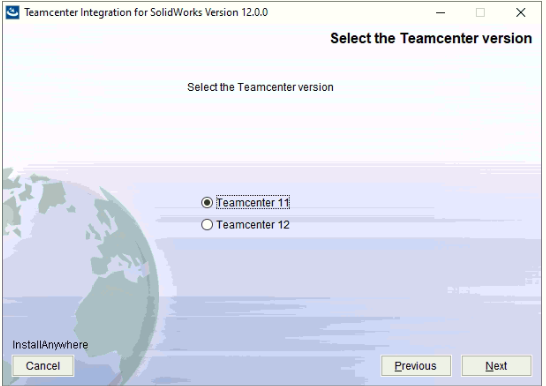 Teamcenter Integration for SolidWorks Version 12.0.0
Select the Teamcenter version
Select the Teamcenter version
Teamcenter 11
Teamcenter 12
InstallAnywhere
Cancel
Previous
Next